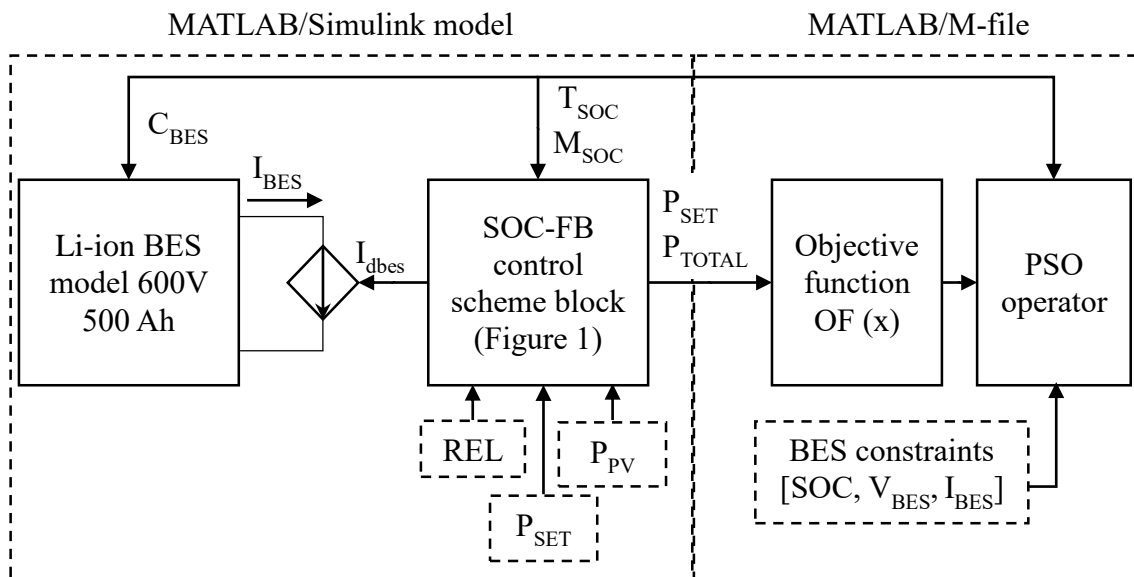 MATLAB/Simulink model
MATLAB/M-file
C_BES
T_SOC
M_SOC
I_BES
Li-ion BES
model 600V
500 Ah
I_dbes
SOC-FB
control
scheme block
(Figure 1)
P_SET
P_TOTAL
Objective
function
OF (x)
PSO
operator
REL
P_PV
P_SET
BES constraints
[SOC, V_BES, I_BES]